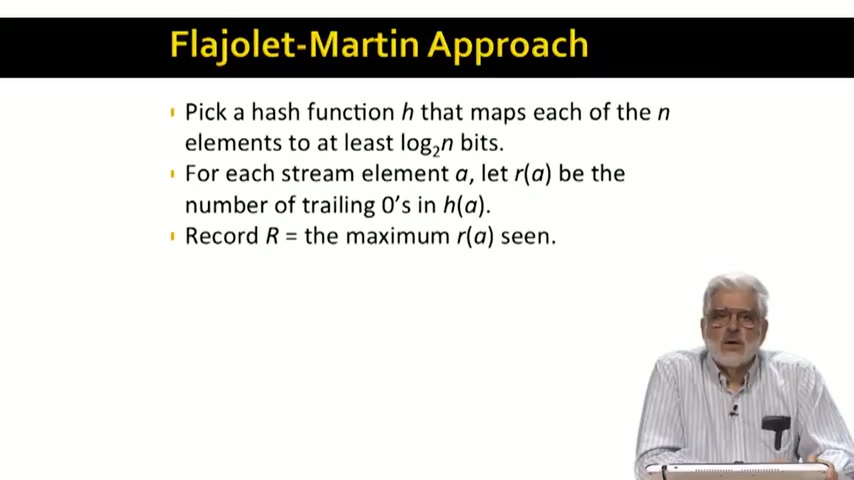 Flajolet-Martin Approach
Pick a hash function h that maps each of the n
elements to at least log₂n bits.
For each stream element a, let r(a) be the
number of trailing 0's in h(a).
Record R = the maximum r(a) seen.